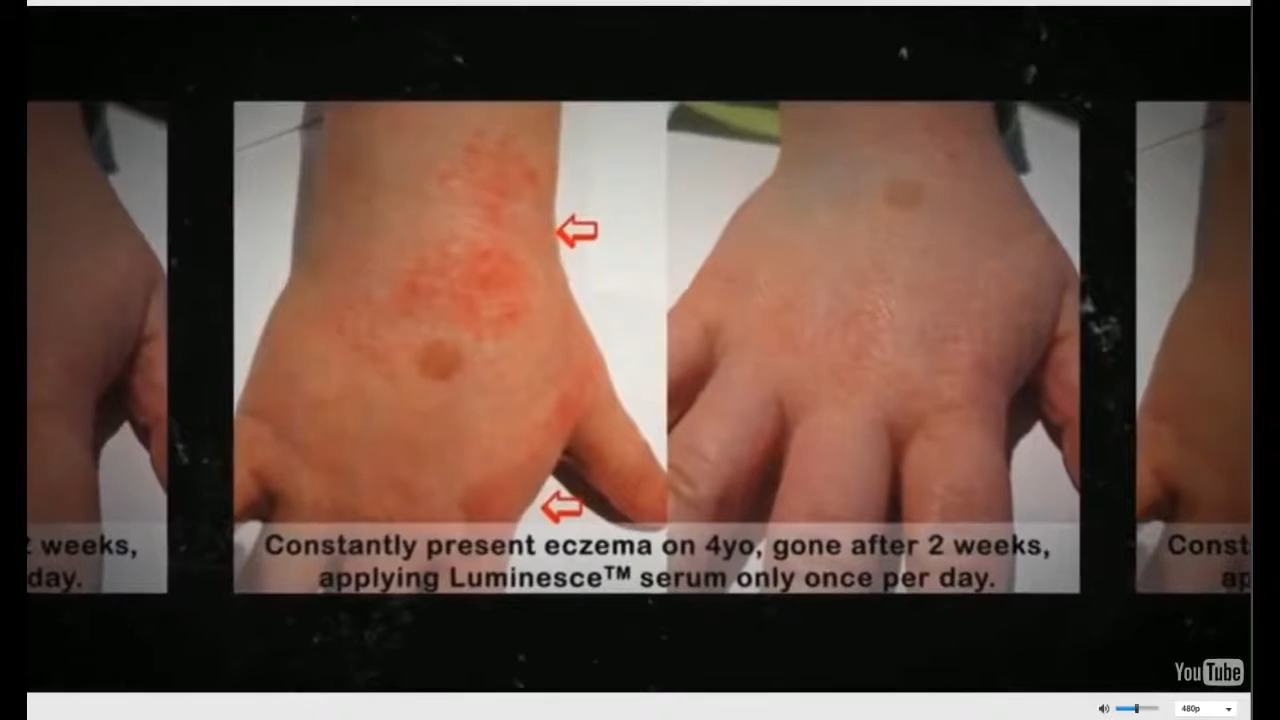 t weeks,
day.
Constantly present eczema on 4yo, gone after 2 weeks,
applying Luminesce™ serum only once per day.
Const
ap
YouTube
480p